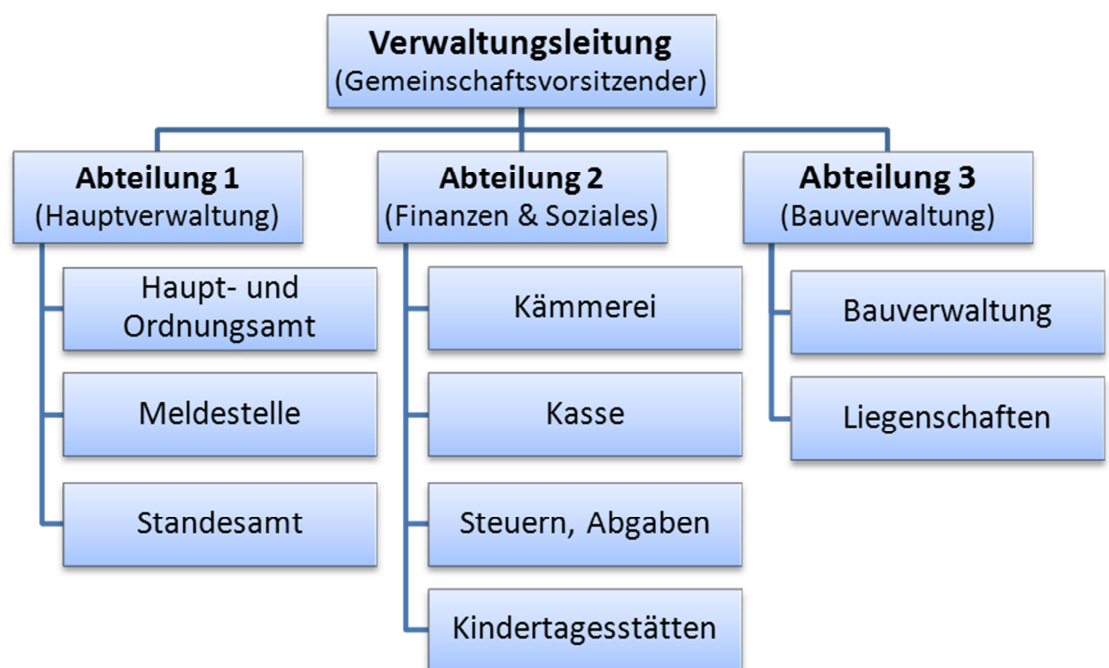 Verwaltungsleitung
(Gemeinschaftsvorsitzender)
Abteilung 1
(Hauptverwaltung)
Haupt- und
Ordnungsamt
Meldestelle
Standesamt
Abteilung 2
(Finanzen & Soziales)
Kämmerei
Kasse
Steuern, Abgaben
Kindertagesstätten
Abteilung 3
(Bauverwaltung)
Bauverwaltung
Liegenschaften